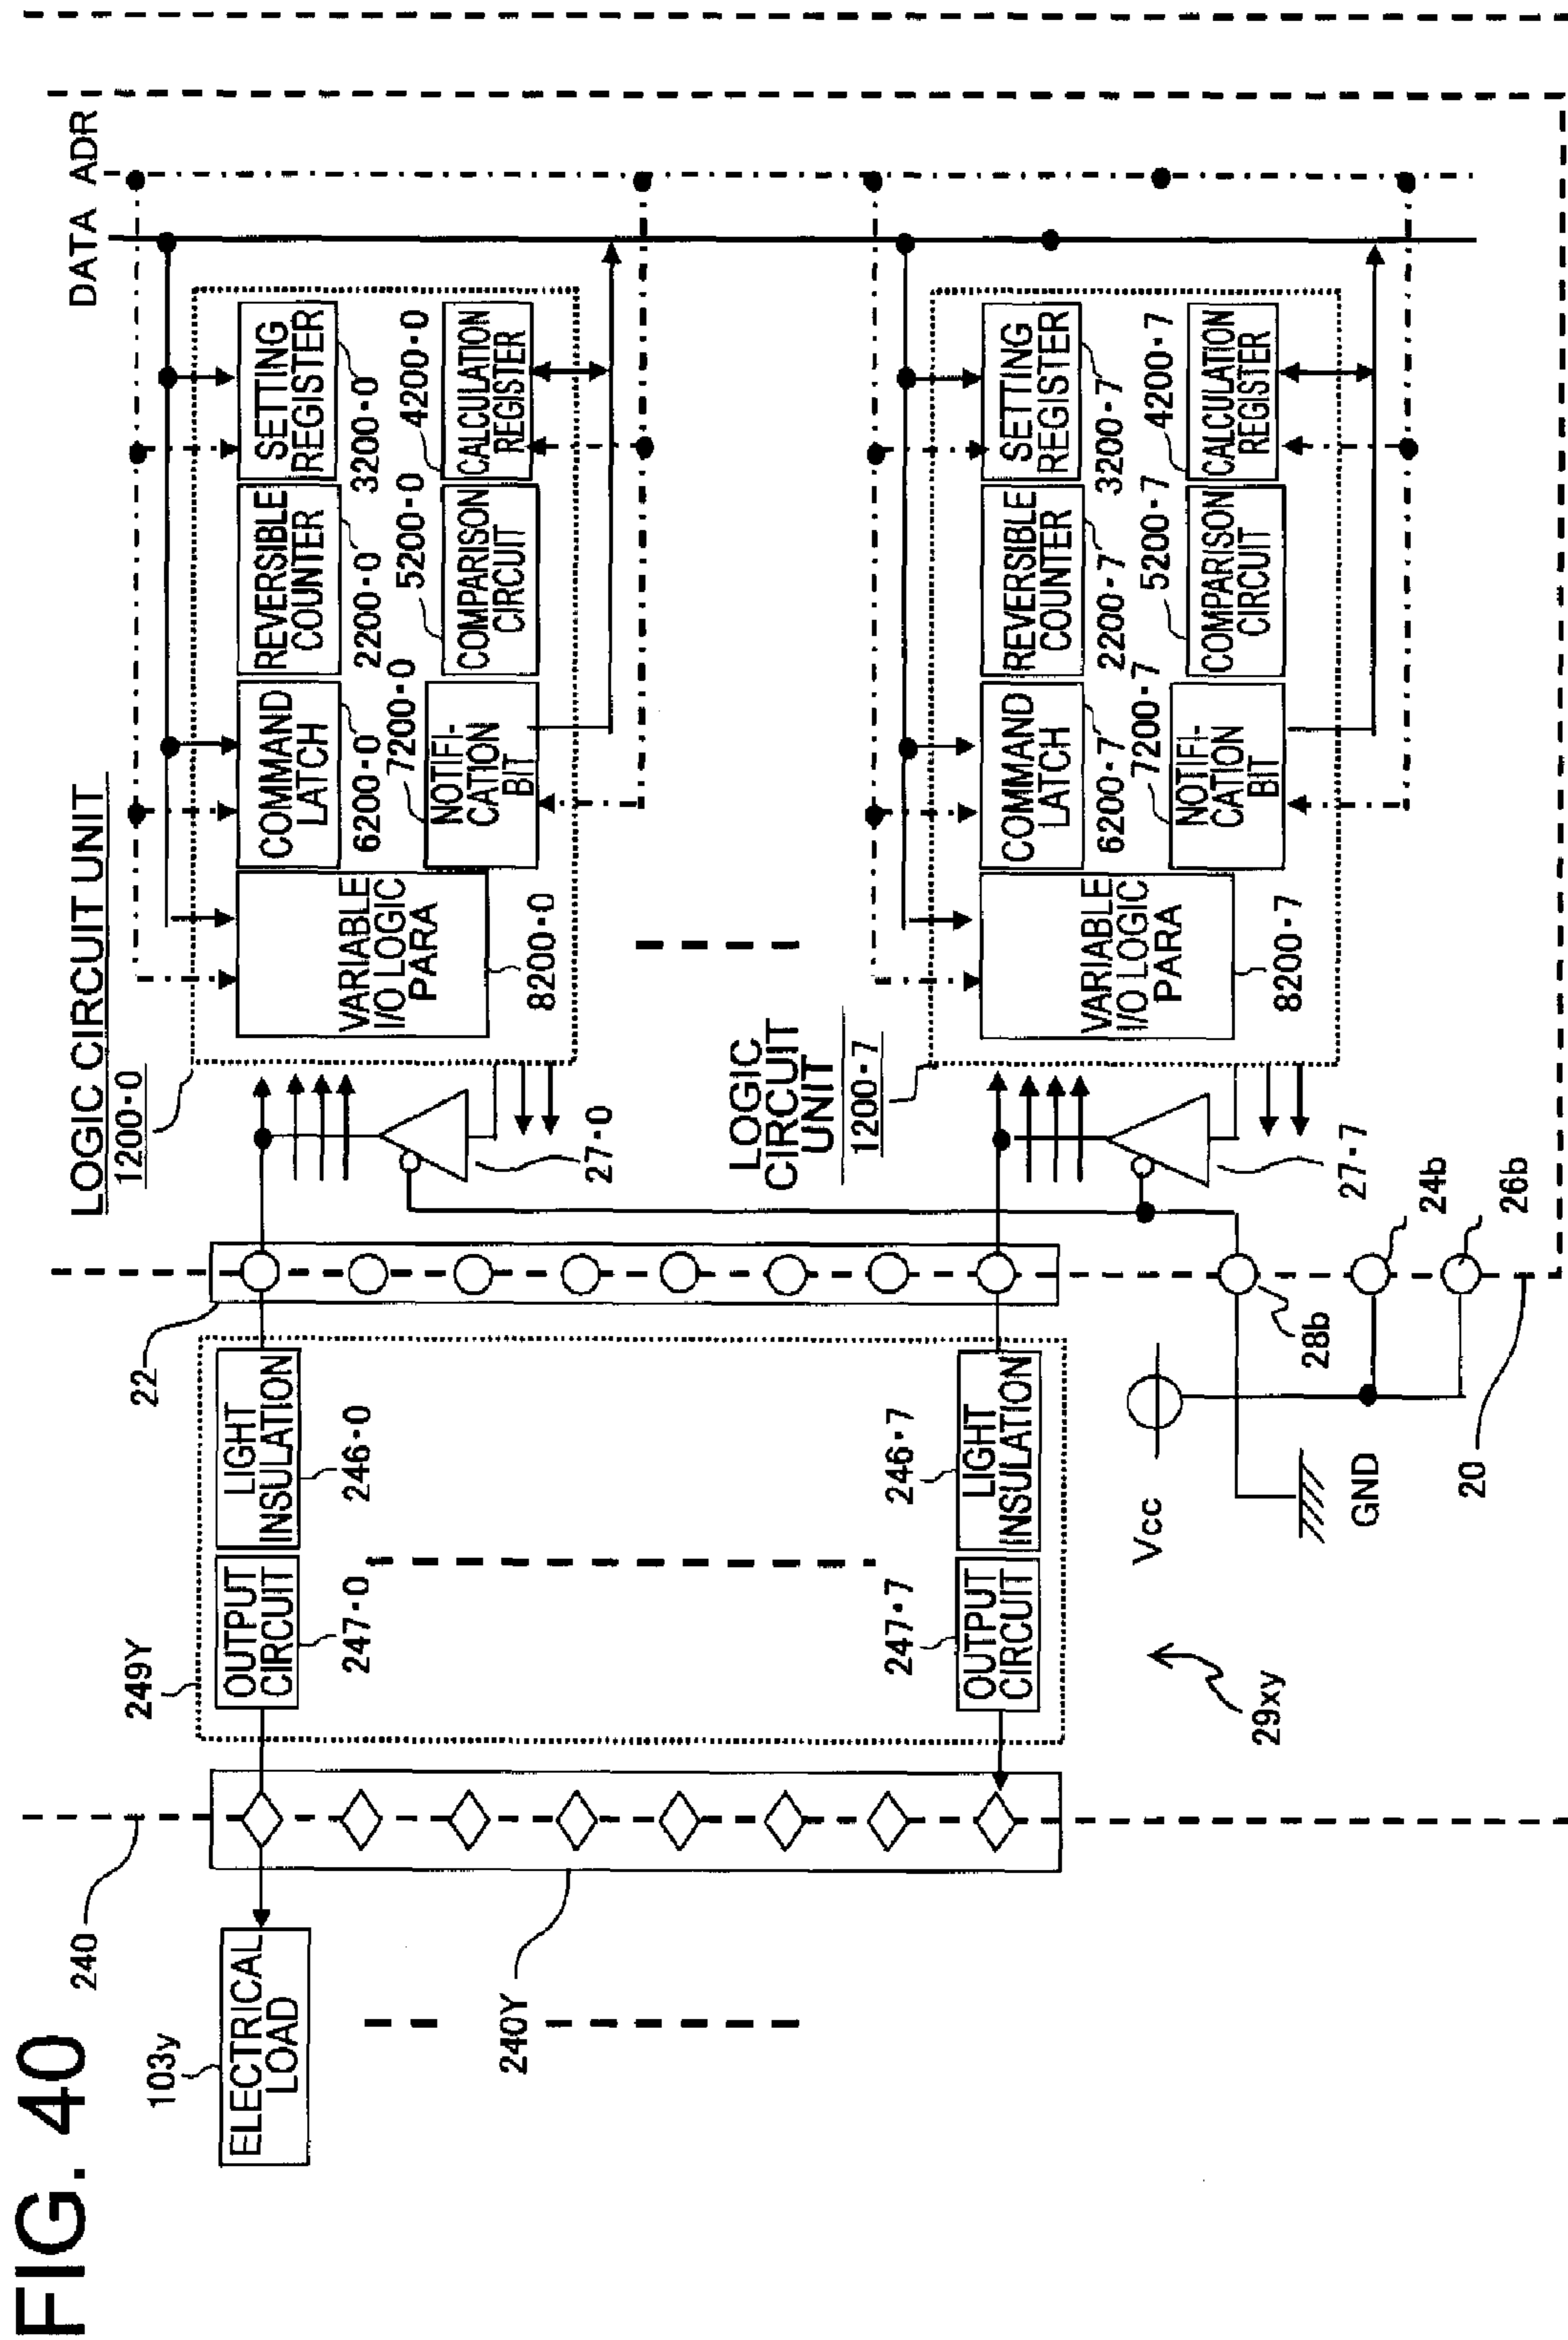 FIG. 40
240
103y
ELECTRICAL
LOAD
240Y
249Y
OUTPUT
CIRCUIT
247・0
LIGHT
INSULATION
246・0
22
247・7
OUTPUT
CIRCUIT
246・7
LIGHT
INSULATION
29xy
Vcc
GND
20
28b
24b
26b
LOGIC CIRCUIT UNIT
1200・0
27・0
VARIABLE
I/O LOGIC
PARA
8200・0
COMMAND
LATCH
6200・0
REVERSIBLE
COUNTER
2200・0
SETTING
REGISTER
3200・0
7200・0
NOTIFI-
CATION
BIT
5200・0
COMPARISON
CIRCUIT
4200・0
CALCULATION
REGISTER
DATA
ADR
LOGIC
CIRCUIT
UNIT
1200・7
27・7
VARIABLE
I/O LOGIC
PARA
8200・7
COMMAND
LATCH
6200・7
REVERSIBLE
COUNTER
2200・7
SETTING
REGISTER
3200・7
7200・7
NOTIFI-
CATION
BIT
5200・7
COMPARISON
CIRCUIT
4200・7
CALCULATION
REGISTER